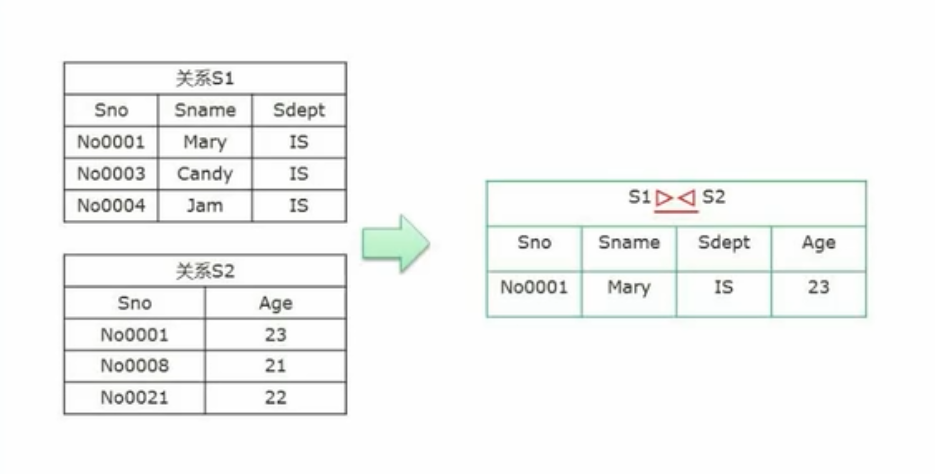 关系S1
Sno Sname Sdept
No0001 Mary IS
No0003 Candy IS
No0004 Jam IS
关系S2
Sno Age
No0001 23
No0008 21
No0021 22
S1 ▷◁ S2
Sno Sname Sdept Age
No0001 Mary IS 23